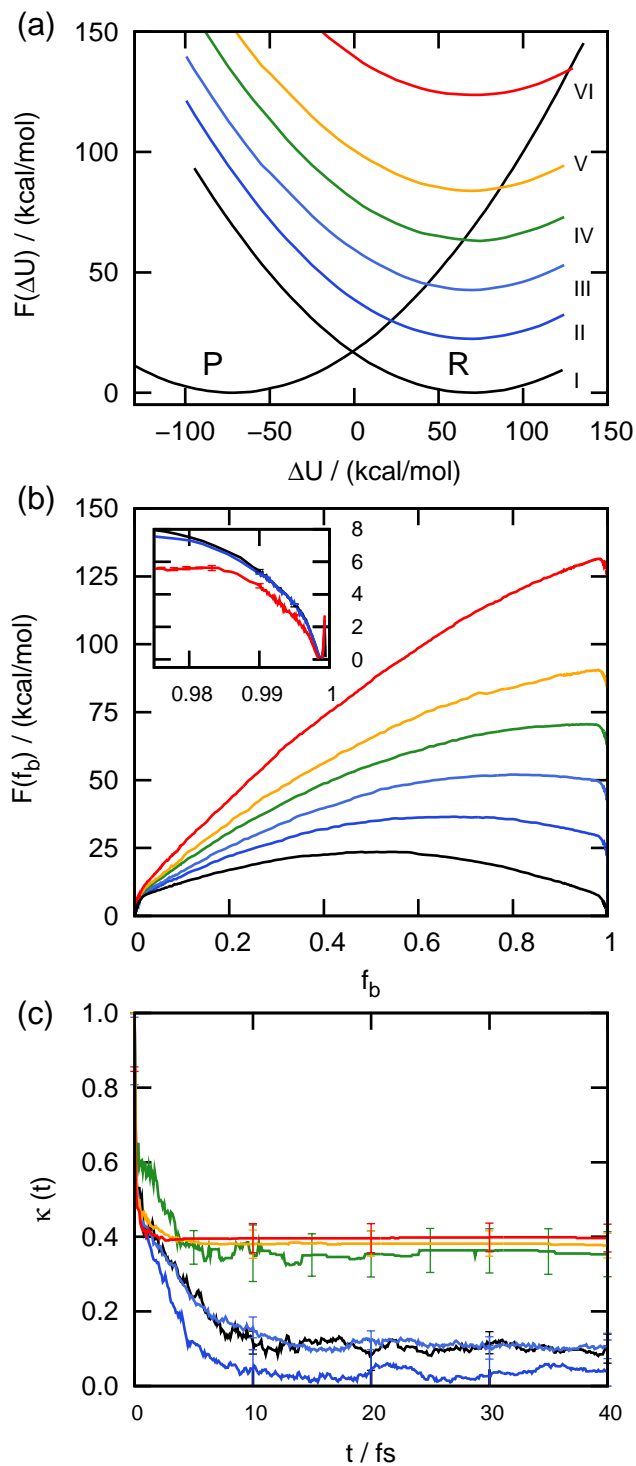 (a)
150
100
50
0
F(ΔU) / (kcal/mol)
VI
V
IV
III
II
I
P
R
−100
−50
0
50
100
150
ΔU / (kcal/mol)
(b)
150
125
100
75
50
25
0
F(f_b) / (kcal/mol)
8
6
4
2
0
0.98
0.99
1
0
0.2
0.4
0.6
0.8
1
f_b
(c)
1.0
0.8
0.6
0.4
0.2
0.0
κ (t)
0
10
20
30
40
t / fs